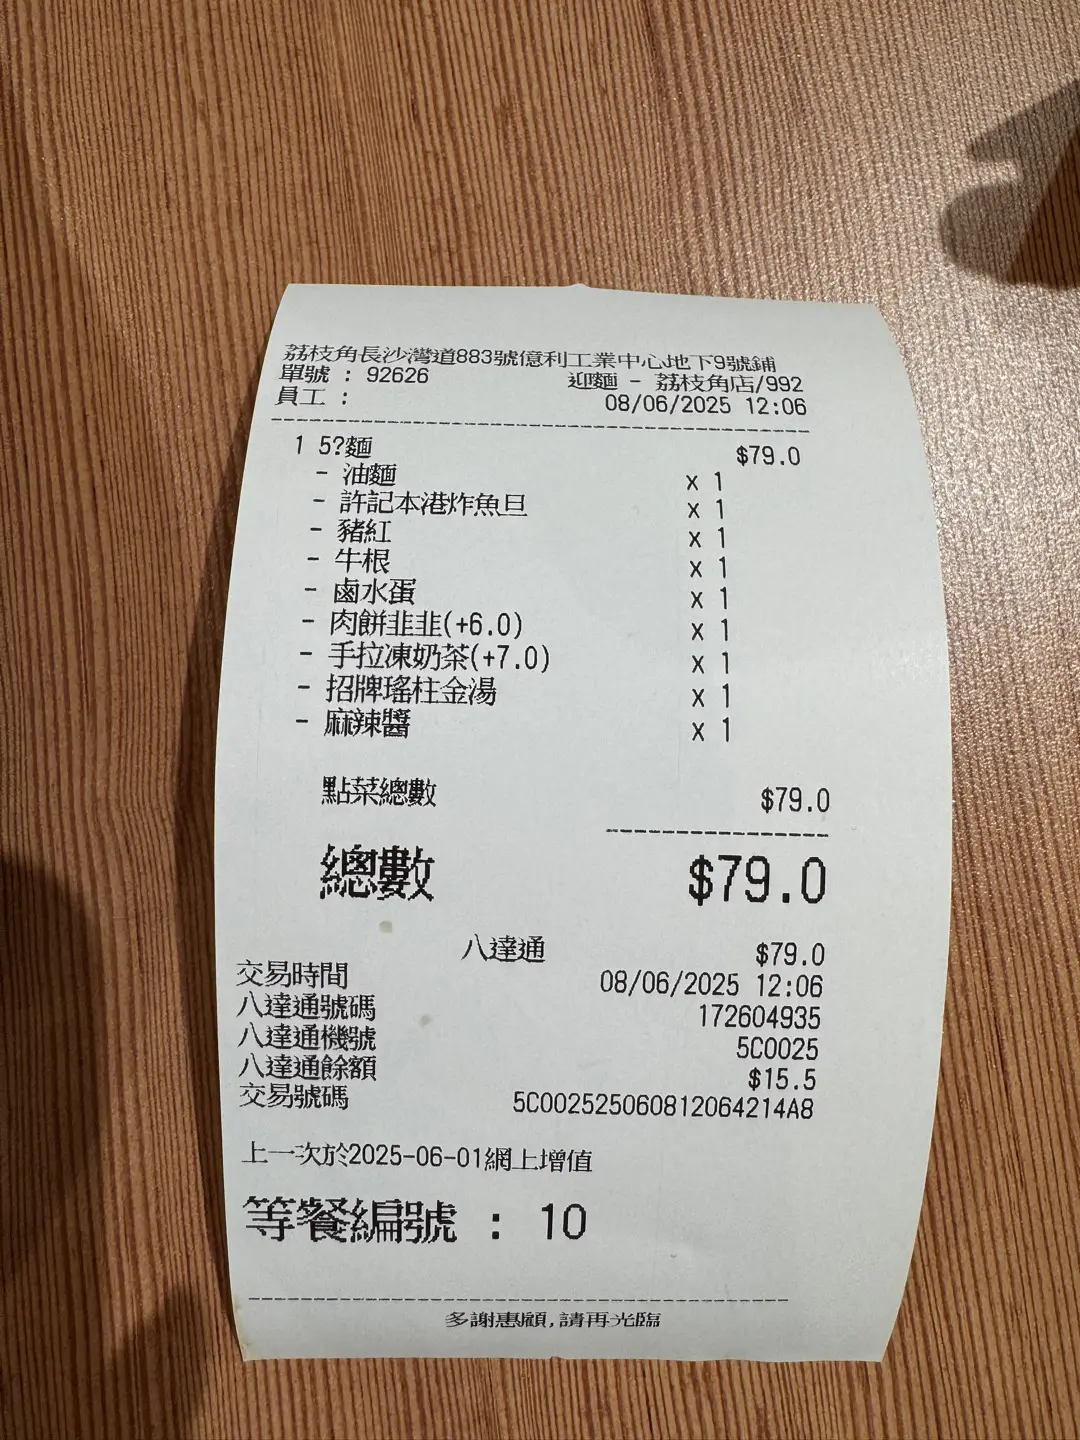 荔枝角長沙灣道883號億利工業中心地下9號鋪
單號 : 92626 迎麵 - 荔枝角店/992
員工 : 08/06/2025 12:06
1 5?麵 $79.0
- 油麵 x 1
- 許記本港炸魚旦 x 1
- 豬紅 x 1
- 牛根 x 1
- 鹵水蛋 x 1
- 肉餅韭韭(+6.0) x 1
- 手拉凍奶茶(+7.0) x 1
- 招牌瑤柱金湯 x 1
- 麻辣醬 x 1
點菜總數 $79.0
總數 $79.0
八達通 $79.0
交易時間 08/06/2025 12:06
八達通號碼 172604935
八達通機號 5C0025
八達通餘額 $15.5
交易號碼 5C0025250608120642​14A8
上一次於2025-06-01網上增值
等餐編號 : 10
多謝惠顧,請再光臨